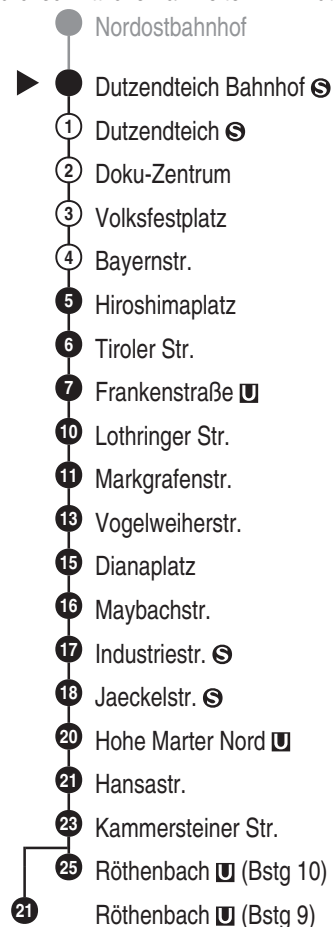 Nordostbahnhof
Dutzendteich Bahnhof S
1 Dutzendteich S
2 Doku-Zentrum
3 Volksfestplatz
4 Bayernstr.
5 Hiroshimaplatz
6 Tiroler Str.
7 Frankenstraße U
10 Lothringer Str.
11 Markgrafenstr.
13 Vogelweiherstr.
15 Dianaplatz
16 Maybachstr.
17 Industriestr. S
18 Jaeckelstr. S
20 Hohe Marter Nord U
21 Hansastr.
23 Kammersteiner Str.
25 Röthenbach U (Bstg 10)
21 Röthenbach U (Bstg 9)